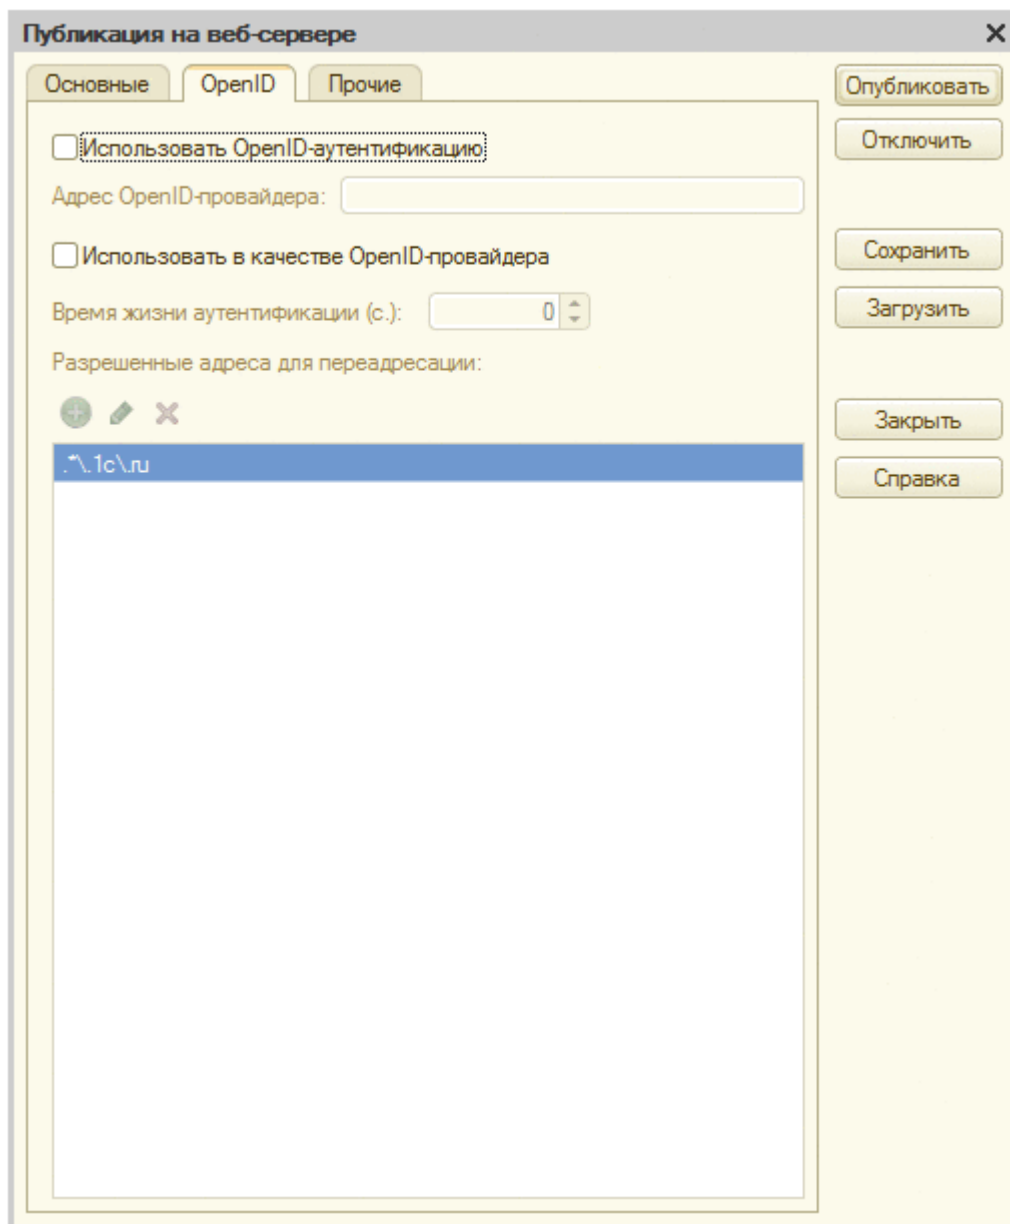 Публикация на веб-сервере
Основные OpenID Прочие
Опубликовать
Отключить
Использовать OpenID-аутентификацию
Адрес OpenID-провайдера:
Использовать в качестве OpenID-провайдера
Сохранить
Время жизни аутентификации (с.): 0
Загрузить
Разрешенные адреса для переадресации:
Закрыть
.*\.1c\.ru
Справка